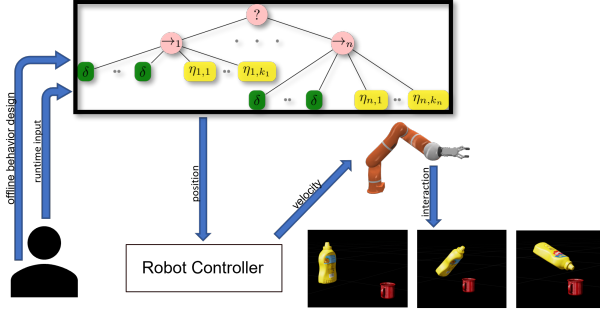 ?
→₁ · · · →ₙ
δ ·· δ η₁,₁ ·· η₁,ₖ₁
δ ·· δ ηₙ,₁ ·· ηₙ,ₖₙ
offline behavior design
runtime input
position
velocity
interaction
Robot Controller